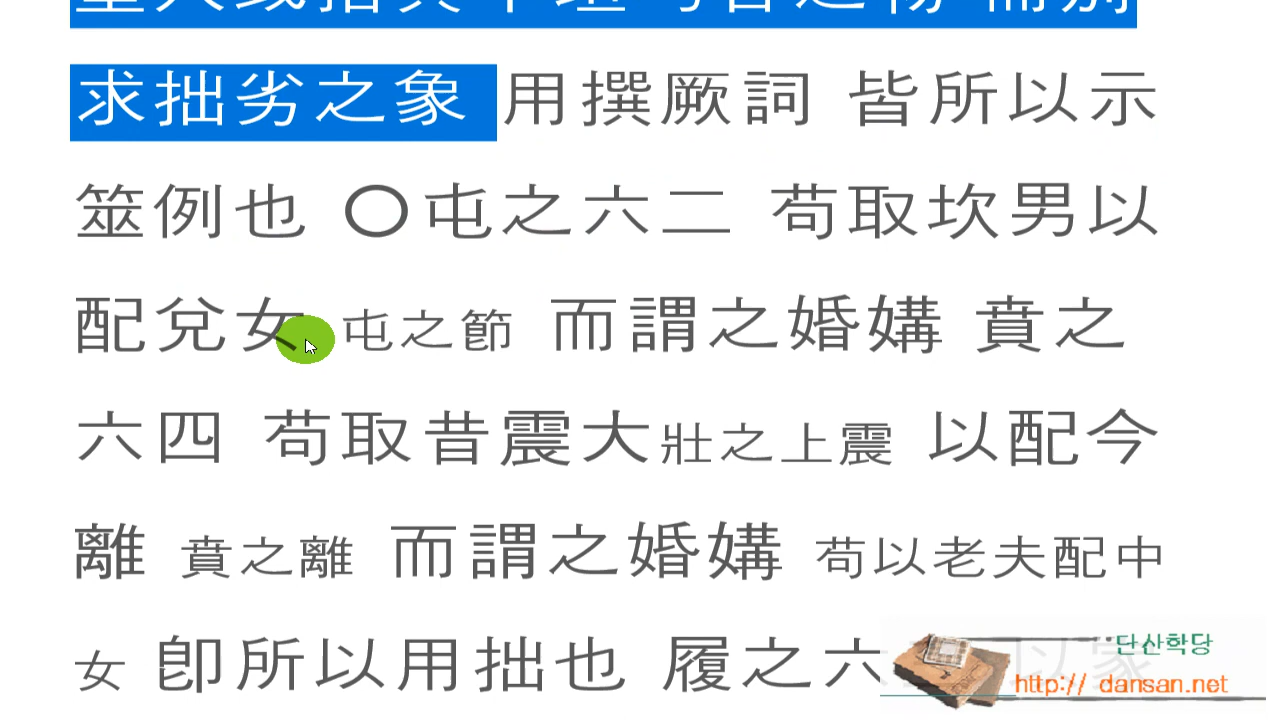 求拙劣之象 用撰厥詞 皆所以示
筮例也 〇屯之六二 苟取坎男以
配兌女 屯之節 而謂之婚媾 賁之
六四 苟取昔震大壯之上震 以配今
離 賁之離 而謂之婚媾 苟以老夫配中
女 卽所以用拙也 履之六
단산학당
http:// dansan.net